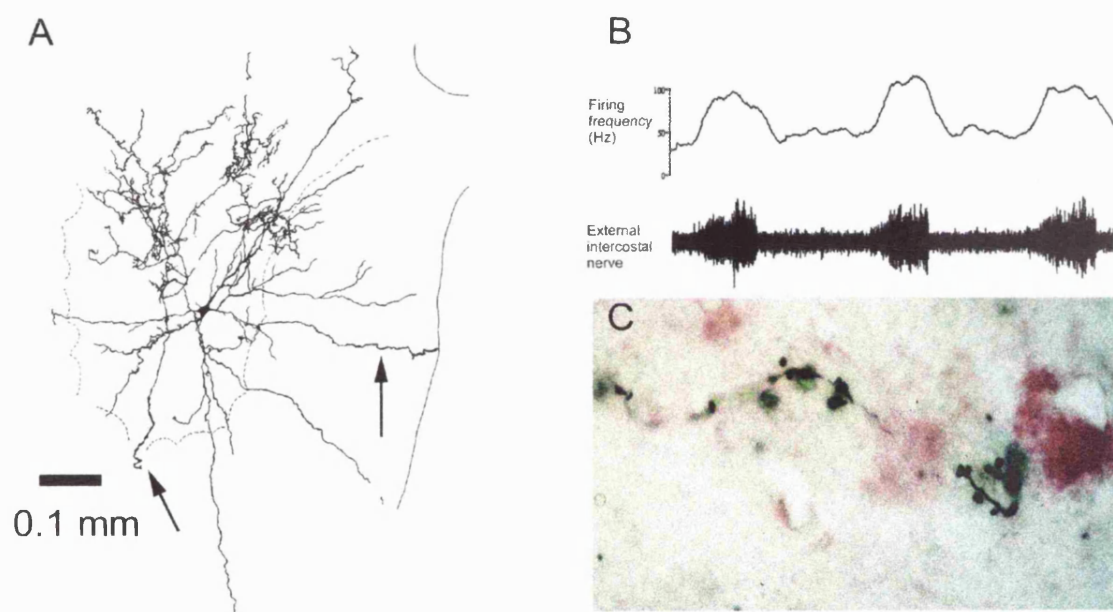 A
0.1 mm
B
Firing
frequency
(Hz)
100
50
0
External
intercostal
nerve
C